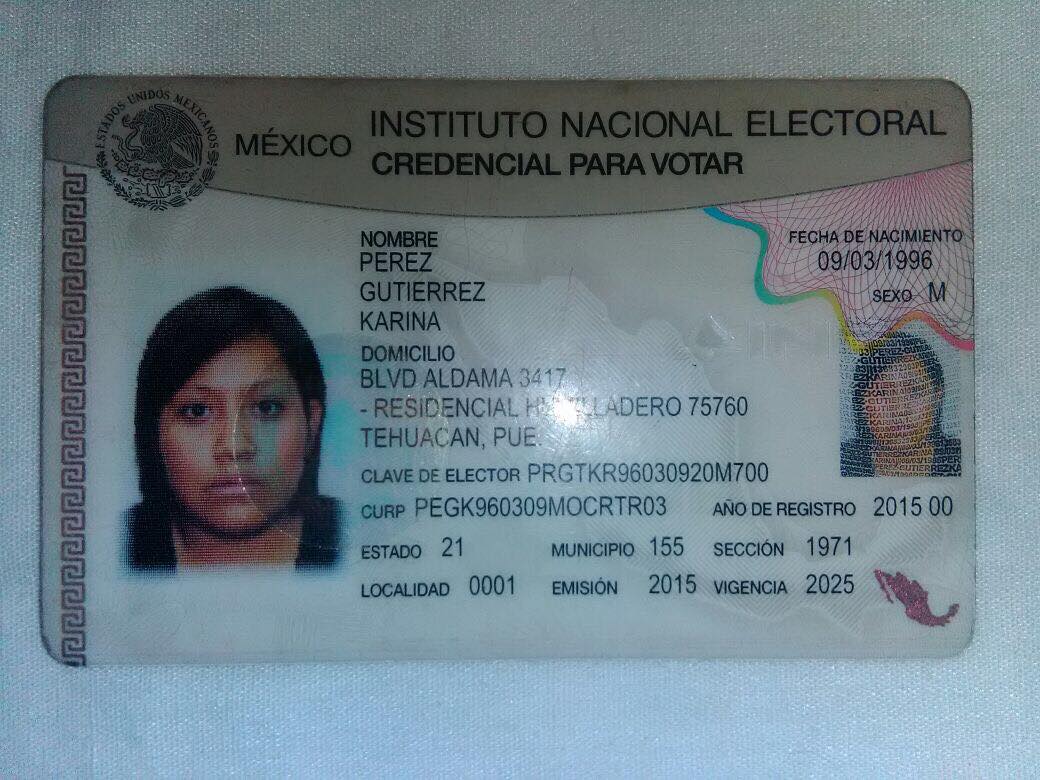 ESTADOS UNIDOS MEXICANOS
MÉXICO
INSTITUTO NACIONAL ELECTORAL
CREDENCIAL PARA VOTAR
NOMBRE
PEREZ
GUTIERREZ
KARINA
FECHA DE NACIMIENTO
09/03/1996
SEXO M
DOMICILIO
BLVD ALDAMA 3417
- RESIDENCIAL 75760
TEHUACAN, PUE.
CLAVE DE ELECTOR PRGTKR96030920M700
CURP PEGK960309MOCRTR03 AÑO DE REGISTRO 2015 00
ESTADO 21 MUNICIPIO 155 SECCIÓN 1971
LOCALIDAD 0001 EMISIÓN 2015 VIGENCIA 2025